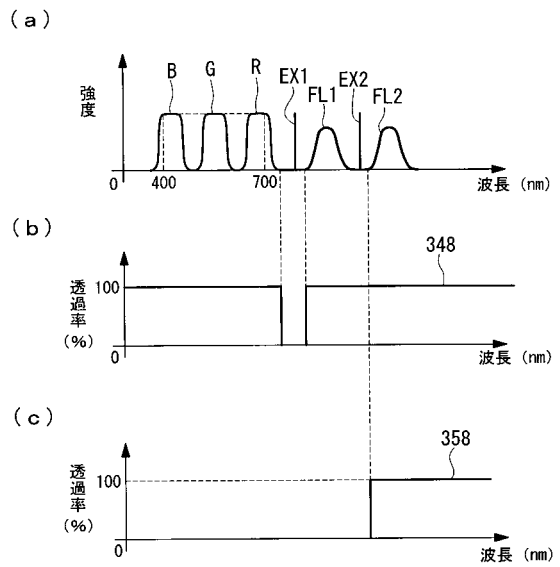 (a)
強度
B
G
R
EX1
FL1
EX2
FL2
0
400
700
波長 (nm)
(b)
透過率
(%)
100
0
348
波長 (nm)
(c)
透過率
(%)
100
0
358
波長 (nm)